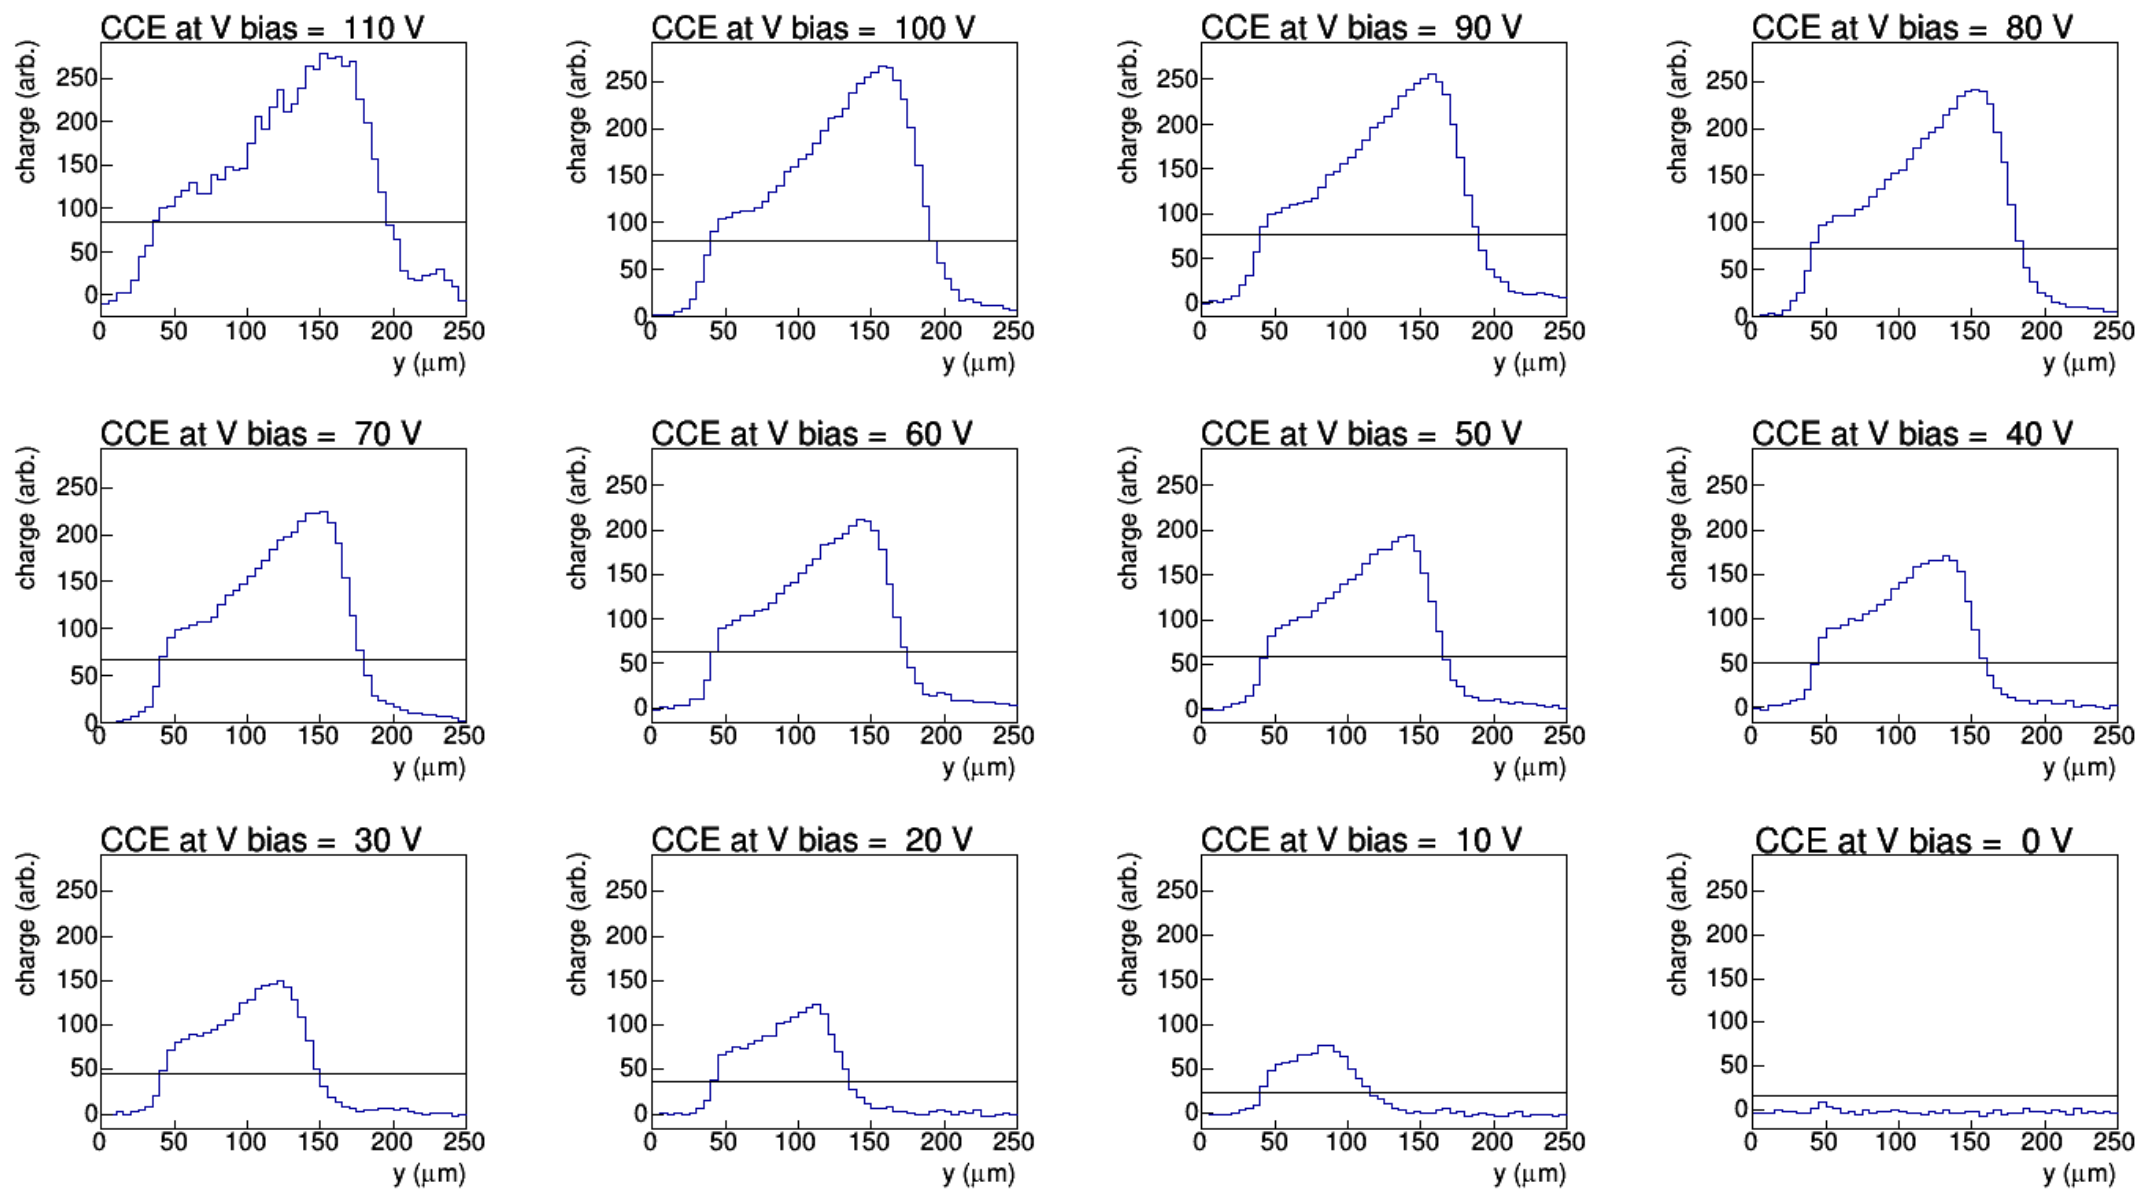 CCE at V bias = 110 V
charge (arb.)
250
200
150
100
50
0
0 50 100 150 200 250
y (μm)
CCE at V bias = 100 V
charge (arb.)
250
200
150
100
50
0
0 50 100 150 200 250
y (μm)
CCE at V bias = 90 V
charge (arb.)
250
200
150
100
50
0
0 50 100 150 200 250
y (μm)
CCE at V bias = 80 V
charge (arb.)
250
200
150
100
50
0
0 50 100 150 200 250
y (μm)
CCE at V bias = 70 V
charge (arb.)
250
200
150
100
50
0
0 50 100 150 200 250
y (μm)
CCE at V bias = 60 V
charge (arb.)
250
200
150
100
50
0
0 50 100 150 200 250
y (μm)
CCE at V bias = 50 V
charge (arb.)
250
200
150
100
50
0
0 50 100 150 200 250
y (μm)
CCE at V bias = 40 V
charge (arb.)
250
200
150
100
50
0
0 50 100 150 200 250
y (μm)
CCE at V bias = 30 V
charge (arb.)
250
200
150
100
50
0
0 50 100 150 200 250
y (μm)
CCE at V bias = 20 V
charge (arb.)
250
200
150
100
50
0
0 50 100 150 200 250
y (μm)
CCE at V bias = 10 V
charge (arb.)
250
200
150
100
50
0
0 50 100 150 200 250
y (μm)
CCE at V bias = 0 V
charge (arb.)
250
200
150
100
50
0
0 50 100 150 200 250
y (μm)